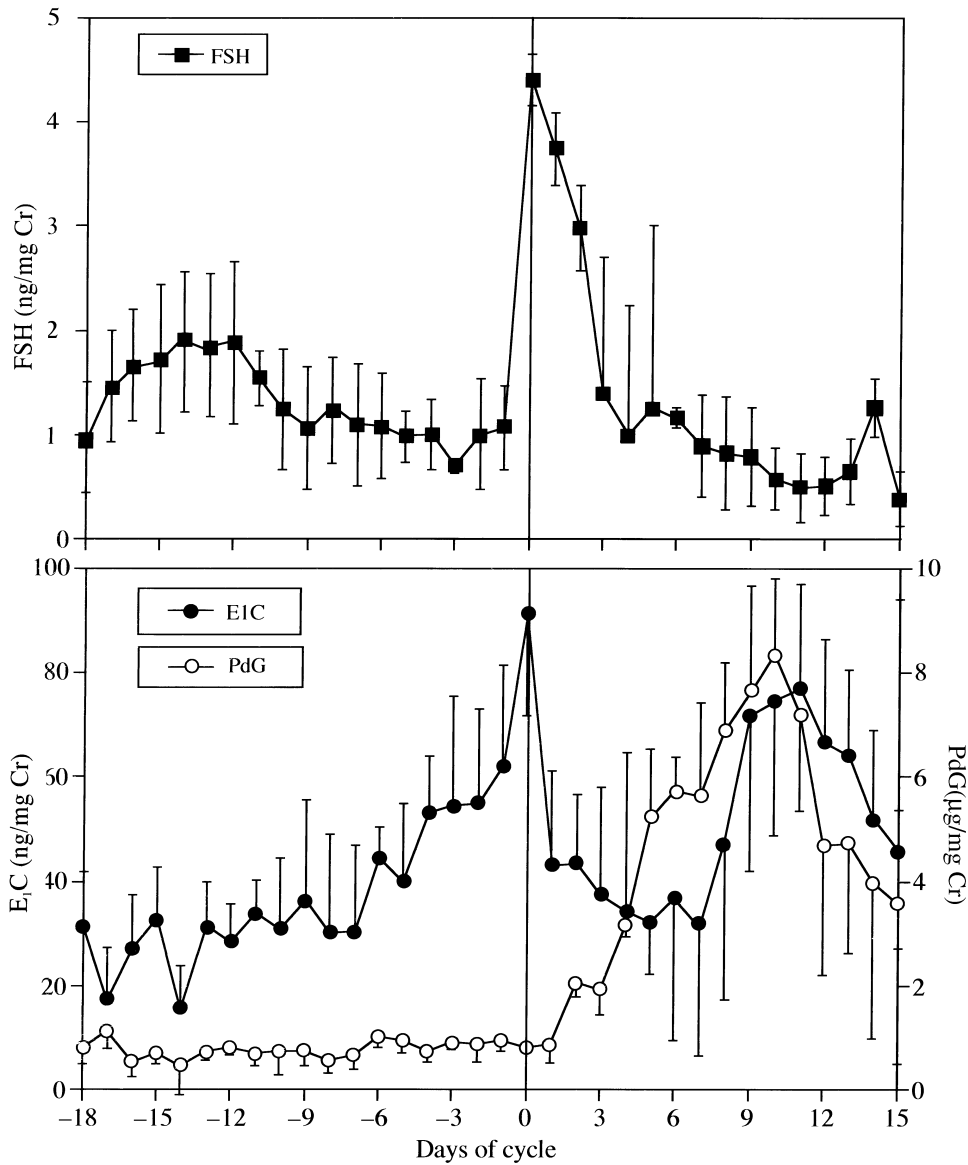 5
4
3
2
1
0
FSH (ng/mg Cr)
FSH
100
80
50
40
20
0
E₁C (ng/mg Cr)
E1C
PdG
10
8
6
4
2
0
PdG(µg/mg Cr)
−18 −15 −12 −9 −6 −3 0 3 6 9 12 15
Days of cycle